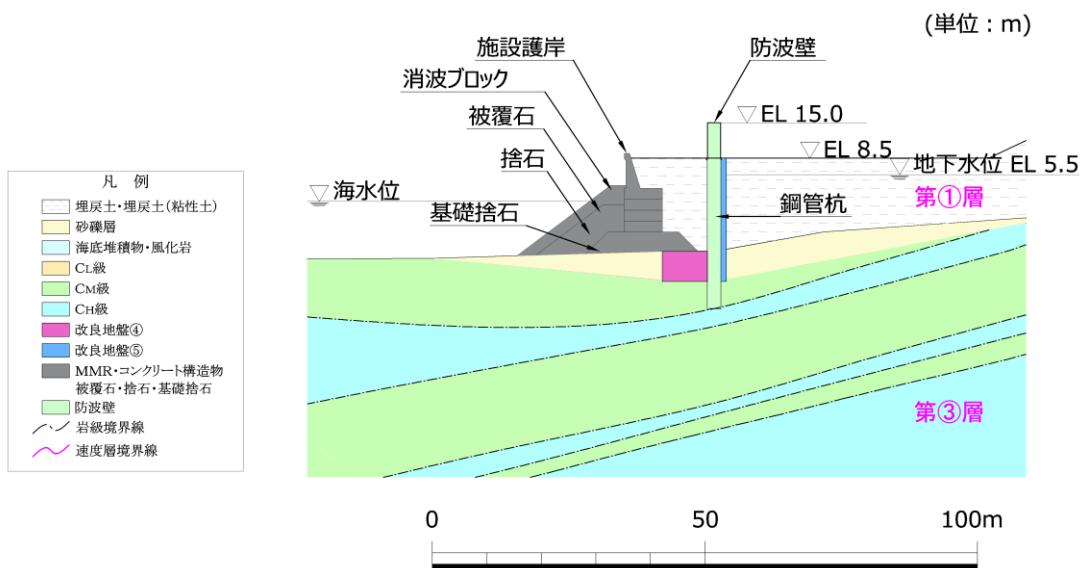 (単位：m)
施設護岸
防波壁
消波ブロック
被覆石
EL 15.0
捨石
EL 8.5
地下水位 EL 5.5
海水位
第①層
鋼管杭
基礎捨石
凡 例
埋戻土・埋戻土(粘性土)
砂礫層
海底堆積物・風化岩
CL級
CM級
CH級
改良地盤④
改良地盤⑤
MMR・コンクリート構造物
被覆石・捨石・基礎捨石
防波壁
岩級境界線
速度層境界線
第③層
0 50 100m